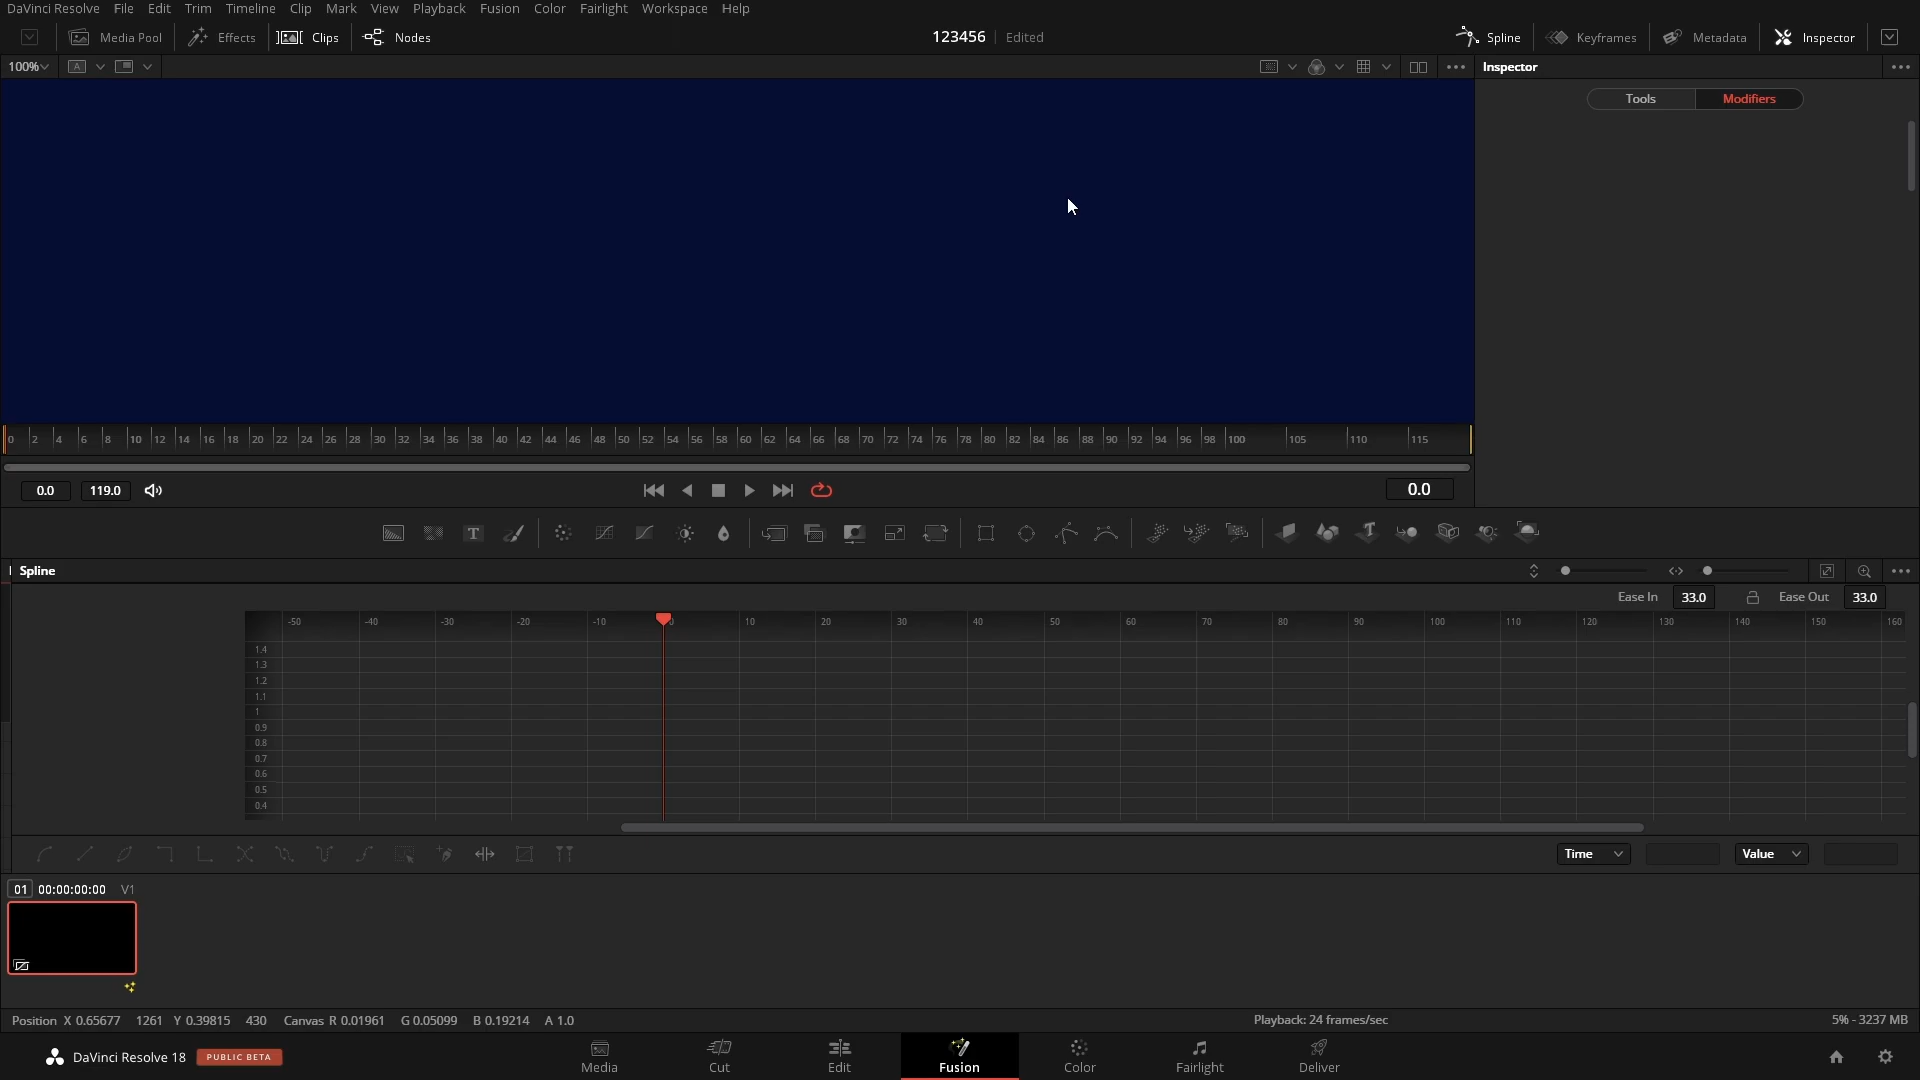 DaVinci Resolve File Edit Trim Timeline Clip Mark View Playback Fusion Color Fairlight Workspace Help
Media Pool Effects Clips Nodes 123456 Edited Spline Keyframes Metadata Inspector
100% A Inspector
Tools Modifiers
0 2 4 6 8 10 12 14 16 18 20 22 24 26 28 30 32 34 36 38 40 42 44 46 48 50 52 54 56 58 60 62 64 66 68 70 72 74 76 78 80 82 84 86 88 90 92 94 96 98 100 105 110 115
0.0 119.0 0.0
T T
Spline
Ease In 33.0 Ease Out 33.0
-50 -40 -30 -20 -10 0 10 20 30 40 50 60 70 80 90 100 110 120 130 140 150 160
1.4
1.3
1.2
1.1
1
0.9
0.8
0.7
0.6
0.5
0.4
Time Value
01 00:00:00:00 V1
Position X 0.65677 1261 Y 0.39815 430 Canvas R 0.01961 G 0.05099 B 0.19214 A 1.0 Playback: 24 frames/sec 5% - 3237 MB
DaVinci Resolve 18 PUBLIC BETA Media Cut Edit Fusion Color Fairlight Deliver